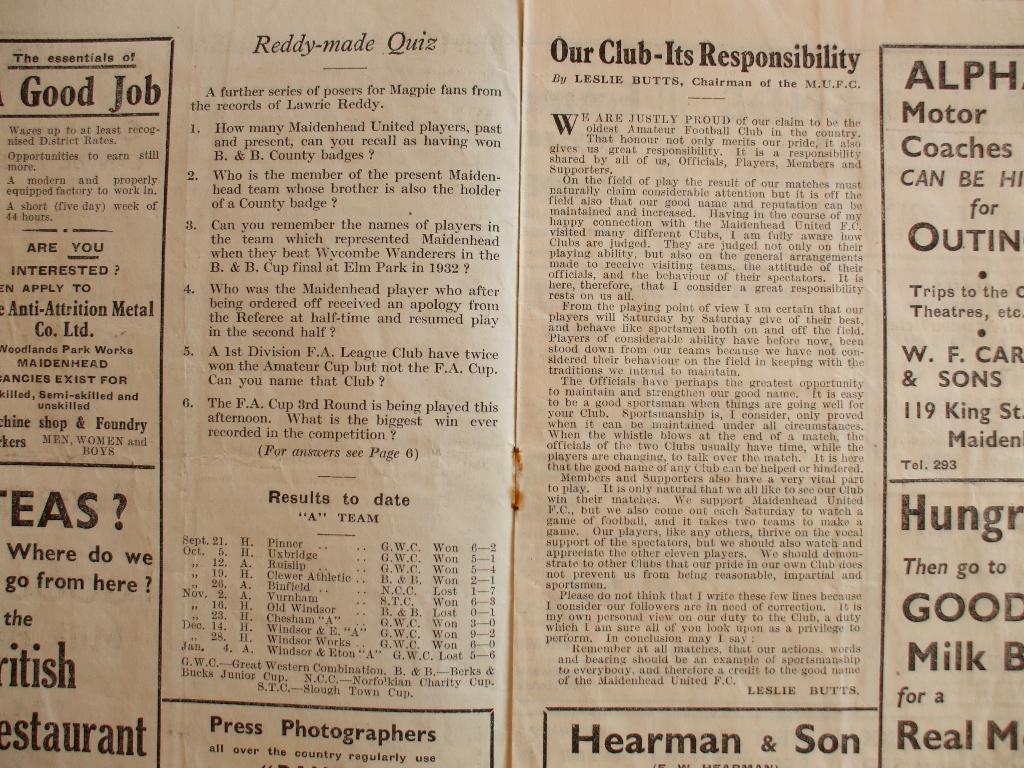 The essentials of
Good Job
Wages up to at least recog-
nised District Rates.
Opportunities to earn still
more.
A modern and properly
equipped factory to work in.
A short (five day) week of
44 hours.
ARE YOU
INTERESTED ?
EN APPLY TO
e Anti-Attrition Metal
Co. Ltd.
Woodlands Park Works
MAIDENHEAD
ANCIES EXIST FOR
killed, Semi-skilled and
unskilled
chine shop & Foundry
rkers MEN, WOMEN and
BOYS
TEAS ?
Where do we
go from here ?
the
ritish
estaurant
Reddy-made Quiz
A further series of posers for Magpie fans from
the records of Lawrie Reddy.
1. How many Maidenhead United players, past
and present, can you recall as having won
B. & B. County badges ?
2. Who is the member of the present Maiden-
head team whose brother is also the holder
of a County badge ?
3. Can you remember the names of players in
the team which represented Maidenhead
when they beat Wycombe Wanderers in the
B. & B. Cup final at Elm Park in 1932 ?
4. Who was the Maidenhead player who after
being ordered off received an apology from
the Referee at half-time and resumed play
in the second half ?
5. A 1st Division F.A. League Club have twice
won the Amateur Cup but not the F.A. Cup.
Can you name that Club ?
6. The F.A. Cup 3rd Round is being played this
afternoon. What is the biggest win ever
recorded in the competition ?
(For answers see Page 6)
Results to date
"A" TEAM
Sept. 21. H. Pinner .. .. G.W.C. Won 6—2
Oct. 5. H. Uxbridge .. G.W.C. Won 5—1
„ 12. A. Ruislip .. .. G.W.C. Won 5—4
„ 19. H. Clewer Athletic .. B. & B. Won 2—1
„ 26. A. Binfield .. .. N.C.C. Lost 1—7
Nov. 2. A. Vurnham .. S.T.C. Won 6—3
„ 16. H. Old Windsor .. B. & B. Lost 0—1
„ 23. H. Chesham "A" G.W.C. Won 3—0
Dec. 14. H. Windsor & E. "A" G.W.C. Won 9—2
„ 28. H. Windsor Works .. G.W.C. Won 6—0
Jan. 4. A. Windsor & Eton "A" G.W.C. Lost 5—6
G.W.C.—Great Western Combination. B. & B.—Berks &
Bucks Junior Cup. N.C.C.—Norfolkian Charity Cup.
S.T.C.—Slough Town Cup.
Press Photographers
all over the country regularly use
Our Club-Its Responsibility
By LESLIE BUTTS, Chairman of the M.U.F.C.
WE ARE JUSTLY PROUD of our claim to be the
oldest Amateur Football Club in the country.
That honour not only merits our pride, it also
gives us great responsibility. It is a responsibility
shared by all of us, Officials, Players, Members and
Supporters.
On the field of play the result of our matches must
naturally claim considerable attention but it is off the
field also that our good name and reputation can be
maintained and increased. Having in the course of my
happy connection with the Maidenhead United F.C.
visited many different Clubs, I am fully aware how
Clubs are judged. They are judged not only on their
playing ability, but also on the general arrangements
made to receive visiting teams, the attitude of their
officials, and the behaviour of their spectators. It is
here, therefore, that I consider a great responsibility
rests on us all.
From the playing point of view I am certain that our
players will Saturday by Saturday give of their best,
and behave like sportsmen both on and off the field.
Players of considerable ability have before now, been
stood down from our teams because we have not con-
sidered their behaviour on the field in keeping with the
traditions we intend to maintain.
The Officials have perhaps the greatest opportunity
to maintain and strengthen our good name. It is easy
to be a good sportsman when things are going well for
your Club. Sportsmanship is, I consider, only proved
when it can be maintained under all circumstances.
When the whistle blows at the end of a match, the
officials of the two Clubs usually have time, while the
players are changing, to talk over the match. It is here
that the good name of any Club can be helped or hindered.
Members and Supporters also have a very vital part
to play. It is only natural that we all like to see our Club
win their matches. We support Maidenhead United
F.C., but we also come out each Saturday to watch a
game of football, and it takes two teams to make a
game. Our players, like any others, thrive on the vocal
support of the spectators, but we should also watch and
appreciate the other eleven players. We should demon-
strate to other Clubs that our pride in our own Club does
not prevent us from being reasonable, impartial and
sportsmen.
Please do not think that I write these few lines because
I consider our followers are in need of correction. It is
my own personal view on our duty to the Club, a duty
which I am sure all of you look upon as a privilege to
perform. In conclusion may I say :
Remember at all matches, that our actions, words
and bearing should be an example of sportsmanship
to everybody, and therefore a credit to the good name
of the Maidenhead United F.C.
LESLIE BUTTS.
Hearman & Son
(F. W. HEARMAN)
ALPHA
Motor
Coaches
CAN BE HI
for
OUTIN
Trips to the C
Theatres, etc.
W. F. CAR
& SONS
119 King St.
Maidenh
Tel. 293
Hungr
Then go to
GOOD
Milk B
for a
Real M